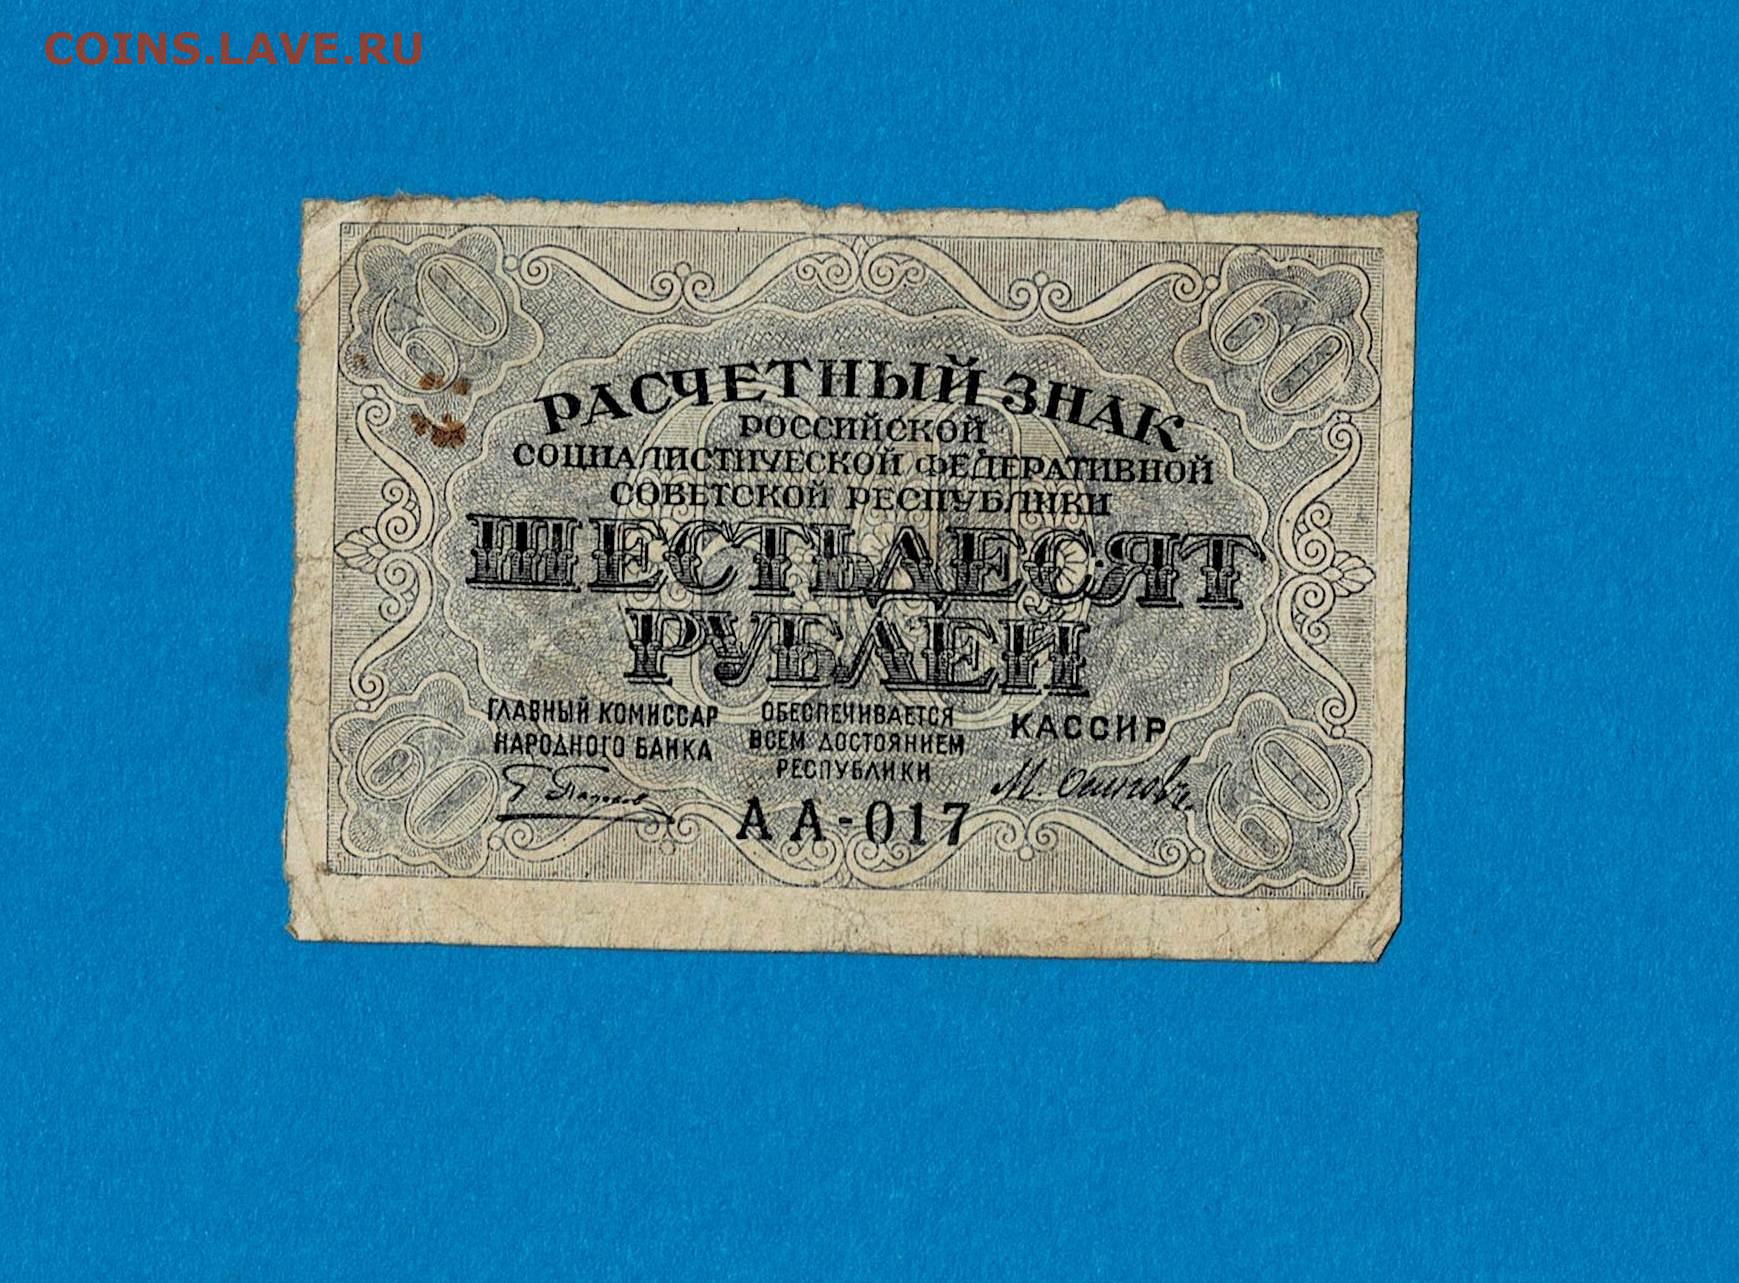 COINS.LAVE.RU
60 60
РАСЧЕТНЫЙ ЗНАК
РОССИЙСКОЙ
СОЦИАЛИСТИЧЕСКОЙ ФЕДЕРАТИВНОЙ
СОВЕТСКОЙ РЕСПУБЛИКИ
ШЕСТЬДЕСЯТ
РУБЛЕЙ
ГЛАВНЫЙ КОМИССАР
НАРОДНОГО БАНКА
ОБЕСПЕЧИВАЕТСЯ
ВСЕМ ДОСТОЯНИЕМ
РЕСПУБЛИКИ
КАССИР
М. Осипов
60 60
АА-017